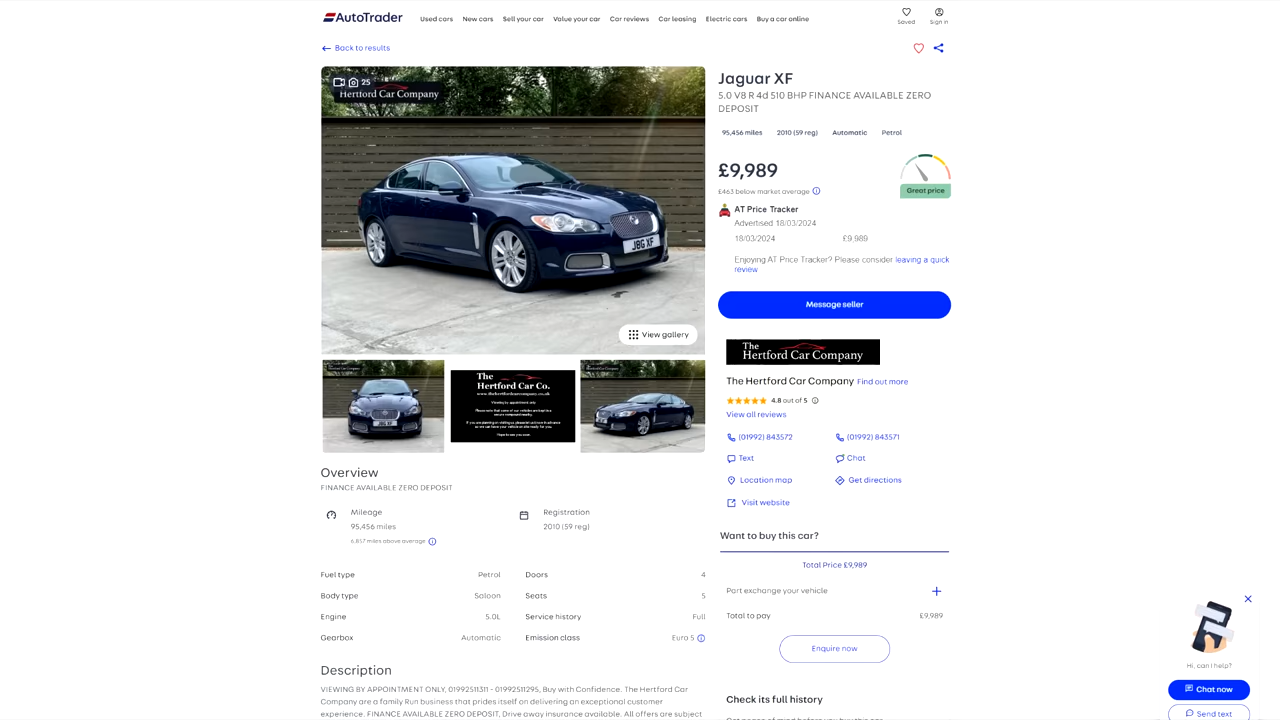 AutoTrader
Used cars New cars Sell your car Value your car Car reviews Car leasing Electric cars Buy a car online
Saved Sign in
Back to results
25
Hertford Car Company
View gallery
The
Hertford Car Co.
www.thehertfordcarcompany.co.uk
Viewing by appointment only
J8G XF
Jaguar XF
5.0 V8 R 4d 510 BHP FINANCE AVAILABLE ZERO
DEPOSIT
95,456 miles 2010 (59 reg) Automatic Petrol
£9,989
£463 below market average
Great price
AT Price Tracker
Advertised 18/03/2024
18/03/2024 £9,989
Enjoying AT Price Tracker? Please consider leaving a quick
review
Message seller
The
Hertford Car Company
The Hertford Car Company Find out more
4.8 out of 5
View all reviews
(01992) 843572 (01992) 843571
Text Chat
Location map Get directions
Visit website
Want to buy this car?
Total Price £9,989
Part exchange your vehicle
Total to pay £9,989
Enquire now
Check its full history
Overview
FINANCE AVAILABLE ZERO DEPOSIT
Mileage
95,456 miles
6,857 miles above average
Registration
2010 (59 reg)
Fuel type Petrol Doors 4
Body type Saloon Seats 5
Engine 5.0L Service history Full
Gearbox Automatic Emission class Euro 5
Description
VIEWING BY APPOINTMENT ONLY, 01992511311 - 01992511295, Buy with Confidence. The Hertford Car
Company are a family Run business that prides itself on delivering an exceptional customer
experience. FINANCE AVAILABLE ZERO DEPOSIT, Drive away insurance available. All offers are subject
Hi, can I help?
Chat now
Send text